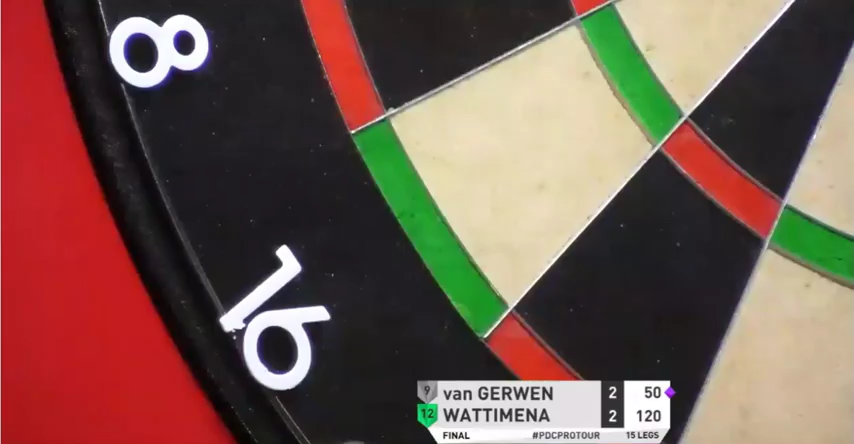 8
16
9 van GERWEN 2 50
12 WATTIMENA 2 120
FINAL #PDCPROTOUR 15 LEGS